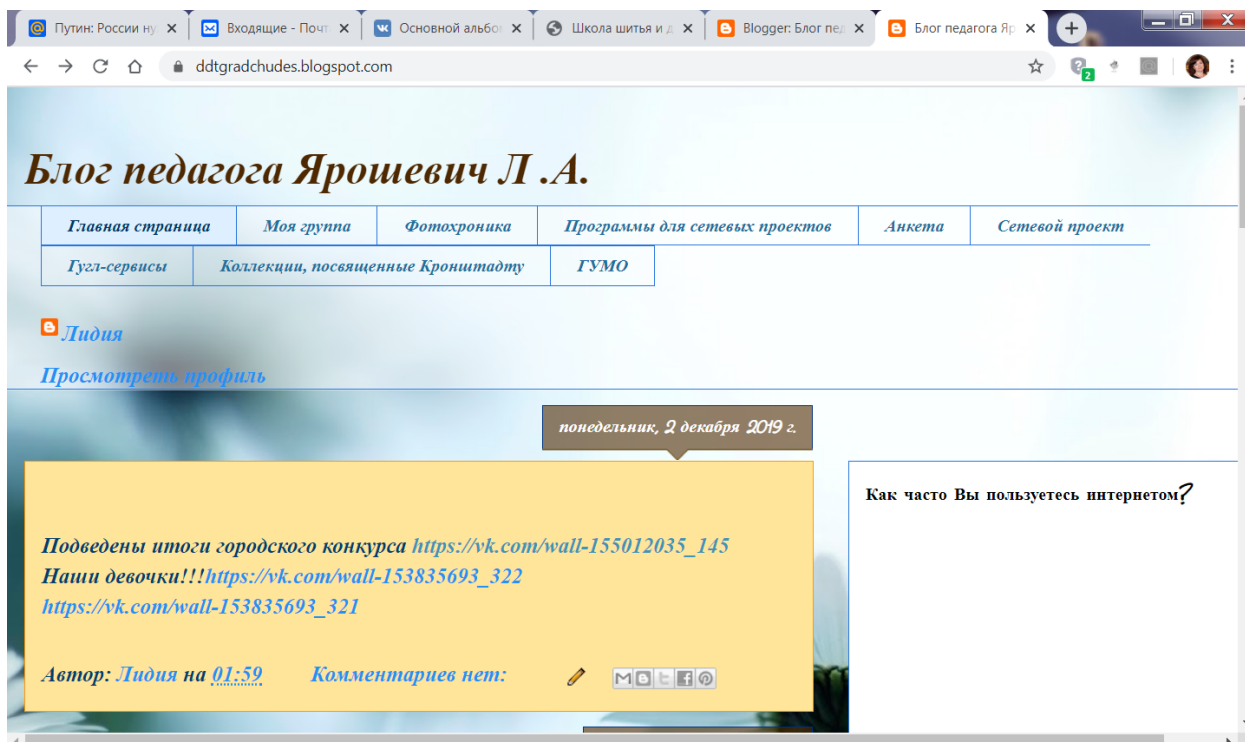 Путин: России ну
Входящие - Почт
Основной альбо
Школа шитья и д
Blogger: Блог пед
Блог педагога Яр
ddtgradchudes.blogspot.com
2
Блог педагога Ярошевич Л .А.
Главная страница
Моя группа
Фотохроника
Программы для сетевых проектов
Анкета
Сетевой проект
Гугл-сервисы
Коллекции, посвященные Кронштадту
ГУМО
Лидия
Просмотреть профиль
понедельник, 2 декабря 2019 г.
Подведены итоги городского конкурса https://vk.com/wall-155012035_145
Наши девочки!!!https://vk.com/wall-153835693_322
https://vk.com/wall-153835693_321
Автор: Лидия на 01:59 Комментариев нет:
Как часто Вы пользуетесь интернетом?